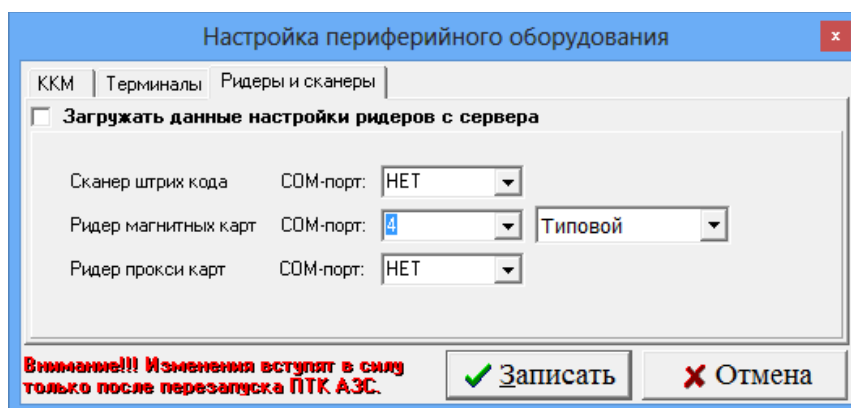 Настройка периферийного оборудования
x
ККМ Терминалы Ридеры и сканеры
Загружать данные настройки ридеров с сервера
Сканер штрих кода COM-порт: НЕТ
Ридер магнитных карт COM-порт: 4 Типовой
Ридер прокси карт COM-порт: НЕТ
Внимание!!! Изменения вступят в силу
только после перезапуска ПТК АЗС.
Записать Отмена